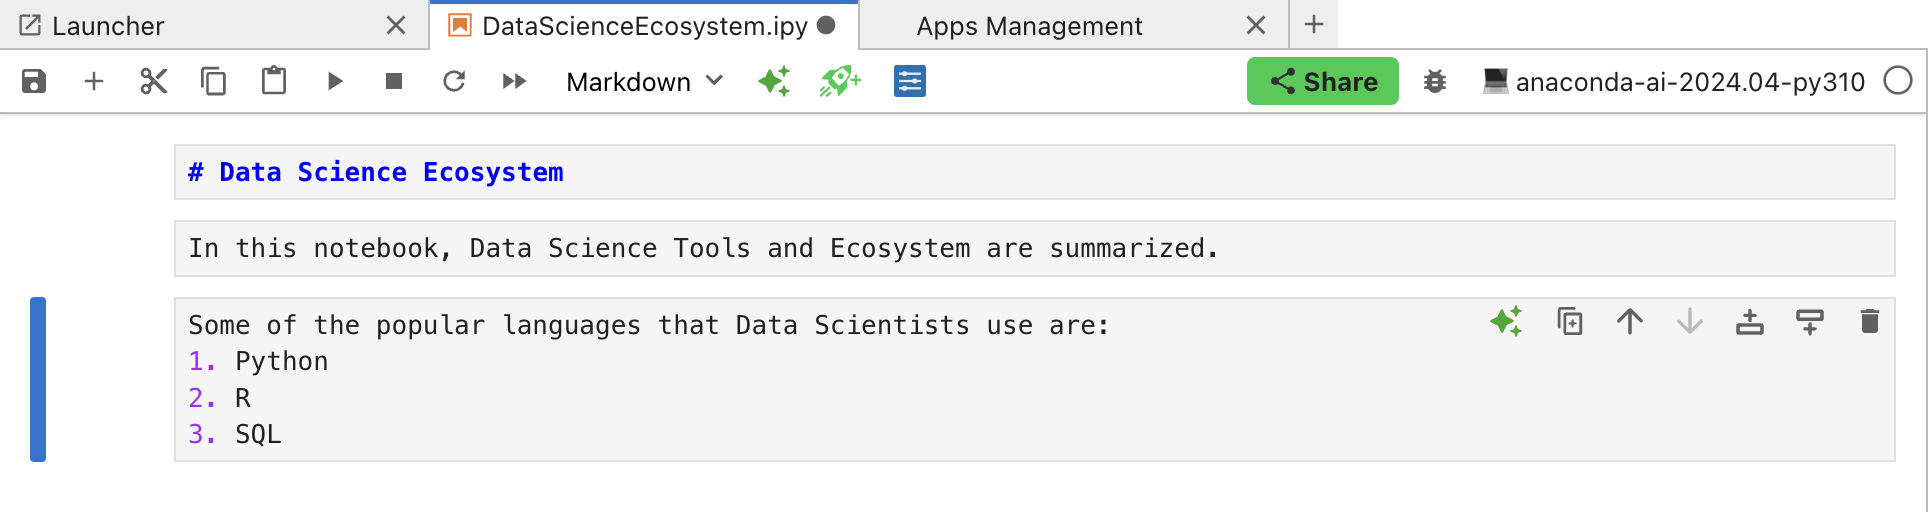 Launcher
DataScienceEcosystem.ipy
Apps Management
Markdown
Share
anaconda-ai-2024.04-py310
# Data Science Ecosystem
In this notebook, Data Science Tools and Ecosystem are summarized.
Some of the popular languages that Data Scientists use are:
1. Python
2. R
3. SQL